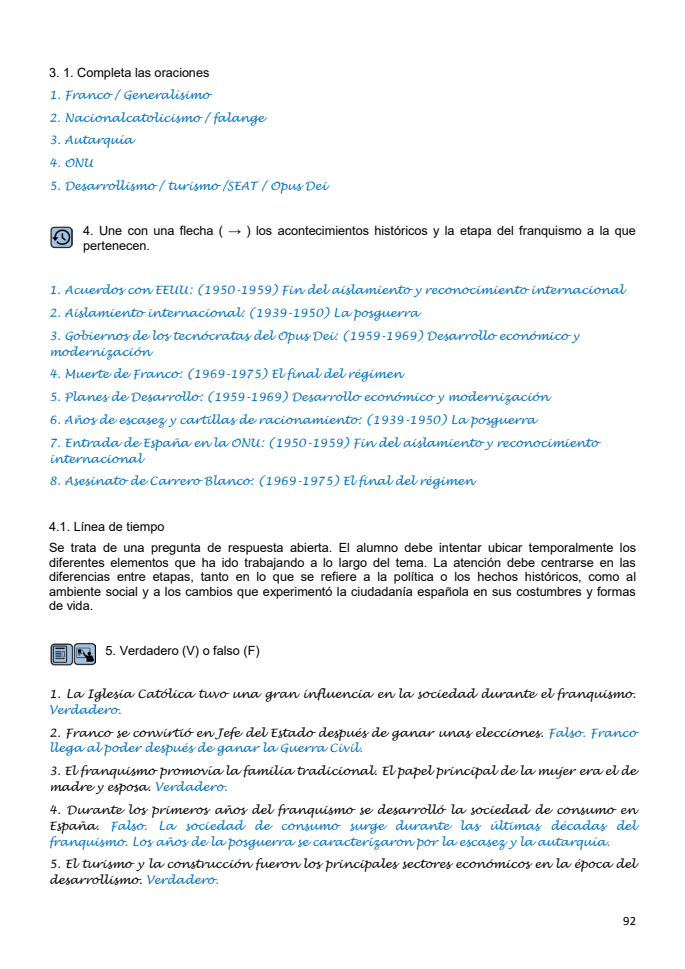 3. 1. Completa las oraciones
1. Franco / Generalísimo
2. Nacionalcatolicismo / falange
3. Autarquía
4. ONU
5. Desarrollismo / turismo /SEAT / Opus Dei
4. Une con una flecha ( → ) los acontecimientos históricos y la etapa del franquismo a la que
pertenecen.
1. Acuerdos con EEUU: (1950-1959) Fin del aislamiento y reconocimiento internacional
2. Aislamiento internacional: (1939-1950) La posguerra
3. Gobiernos de los tecnócratas del Opus Dei: (1959-1969) Desarrollo económico y
modernización
4. Muerte de Franco: (1969-1975) El final del régimen
5. Planes de Desarrollo: (1959-1969) Desarrollo económico y modernización
6. Años de escasez y cartillas de racionamiento: (1939-1950) La posguerra
7. Entrada de España en la ONU: (1950-1959) Fin del aislamiento y reconocimiento
internacional
8. Asesinato de Carrero Blanco: (1969-1975) El final del régimen
4.1. Línea de tiempo
Se trata de una pregunta de respuesta abierta. El alumno debe intentar ubicar temporalmente los
diferentes elementos que ha ido trabajando a lo largo del tema. La atención debe centrarse en las
diferencias entre etapas, tanto en lo que se refiere a la política o los hechos históricos, como al
ambiente social y a los cambios que experimentó la ciudadanía española en sus costumbres y formas
de vida.
5. Verdadero (V) o falso (F)
1. La Iglesia Católica tuvo una gran influencia en la sociedad durante el franquismo.
Verdadero.
2. Franco se convirtió en Jefe del Estado después de ganar unas elecciones. Falso. Franco
llega al poder después de ganar la Guerra Civil.
3. El franquismo promovía la familia tradicional. El papel principal de la mujer era el de
madre y esposa. Verdadero.
4. Durante los primeros años del franquismo se desarrolló la sociedad de consumo en
España. Falso. La sociedad de consumo surge durante las últimas décadas del
franquismo. Los años de la posguerra se caracterizaron por la escasez y la autarquía.
5. El turismo y la construcción fueron los principales sectores económicos en la época del
desarrollismo. Verdadero.
92